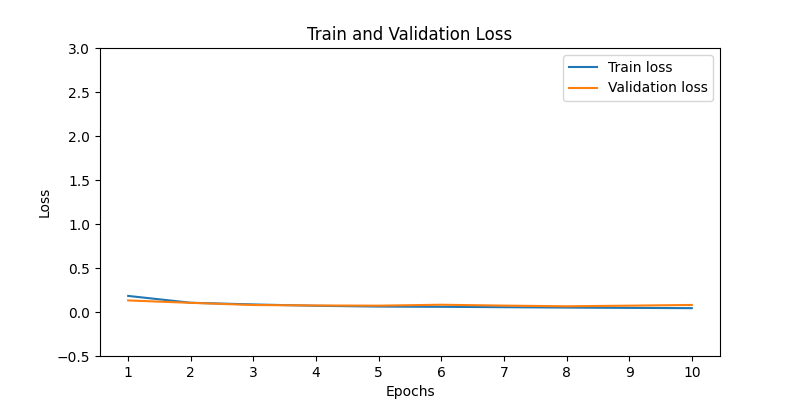 Train and Validation Loss
3.0
2.5
2.0
1.5
1.0
0.5
0.0
−0.5
Loss
Train loss
Validation loss
1 2 3 4 5 6 7 8 9 10
Epochs